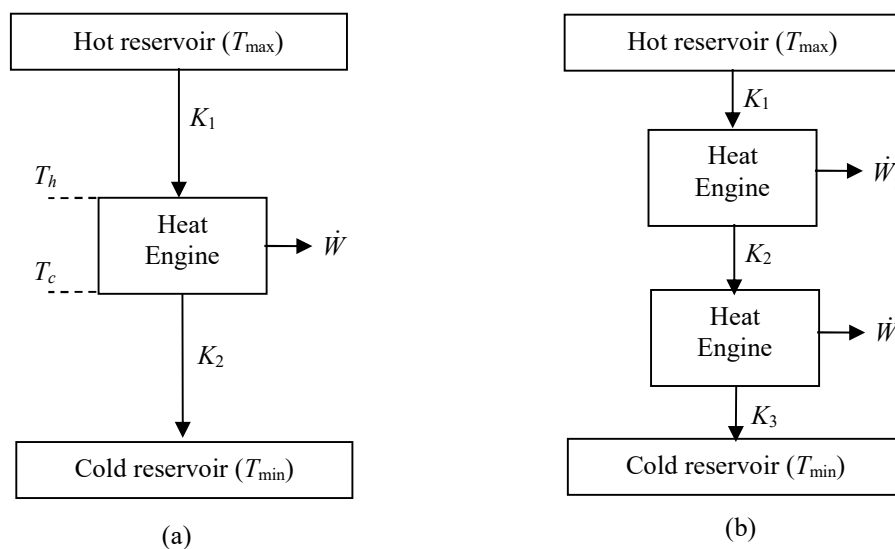 Hot reservoir (Tmax)
K1
Th
Heat
Engine
Ẇ
Tc
K2
Cold reservoir (Tmin)
(a)
Hot reservoir (Tmax)
K1
Heat
Engine
Ẇ
K2
Heat
Engine
Ẇ
K3
Cold reservoir (Tmin)
(b)